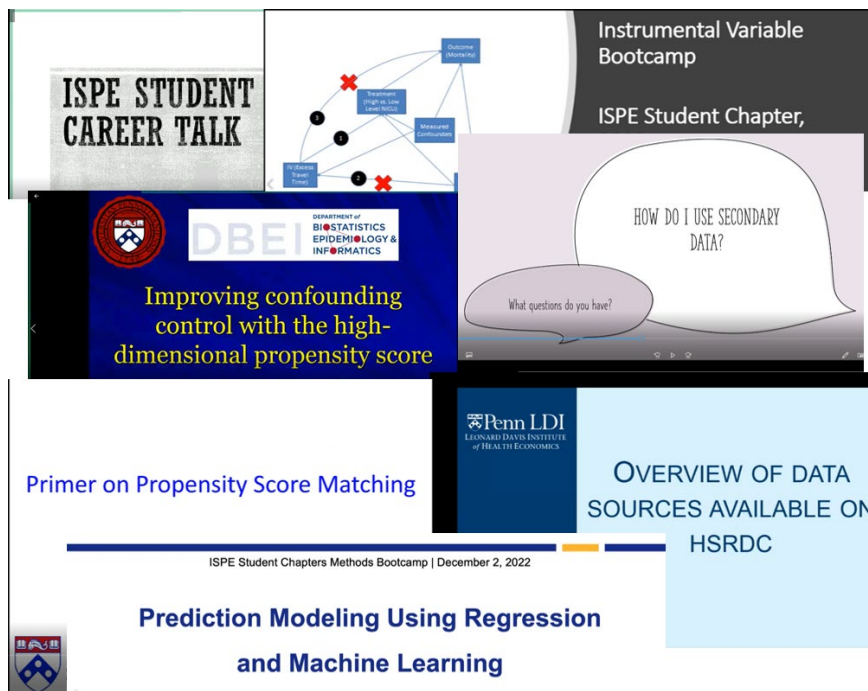 ISPE STUDENT
CAREER TALK
Outcome
(Mortality)
Treatment
(High vs. Low
Level NICU)
Measured
Confounders
IV (Excess
Travel
Time)
3
1
2
Instrumental Variable
Bootcamp
ISPE Student Chapter,
DBEI
DEPARTMENT of
BIOSTATISTICS
EPIDEMIOLOGY &
INFORMATICS
Improving confounding
control with the high-
dimensional propensity score
HOW DO I USE SECONDARY
DATA?
What questions do you have?
Primer on Propensity Score Matching
Penn LDI
LEONARD DAVIS INSTITUTE
of HEALTH ECONOMICS
OVERVIEW OF DATA
SOURCES AVAILABLE ON
HSRDC
ISPE Student Chapters Methods Bootcamp | December 2, 2022
Prediction Modeling Using Regression
and Machine Learning